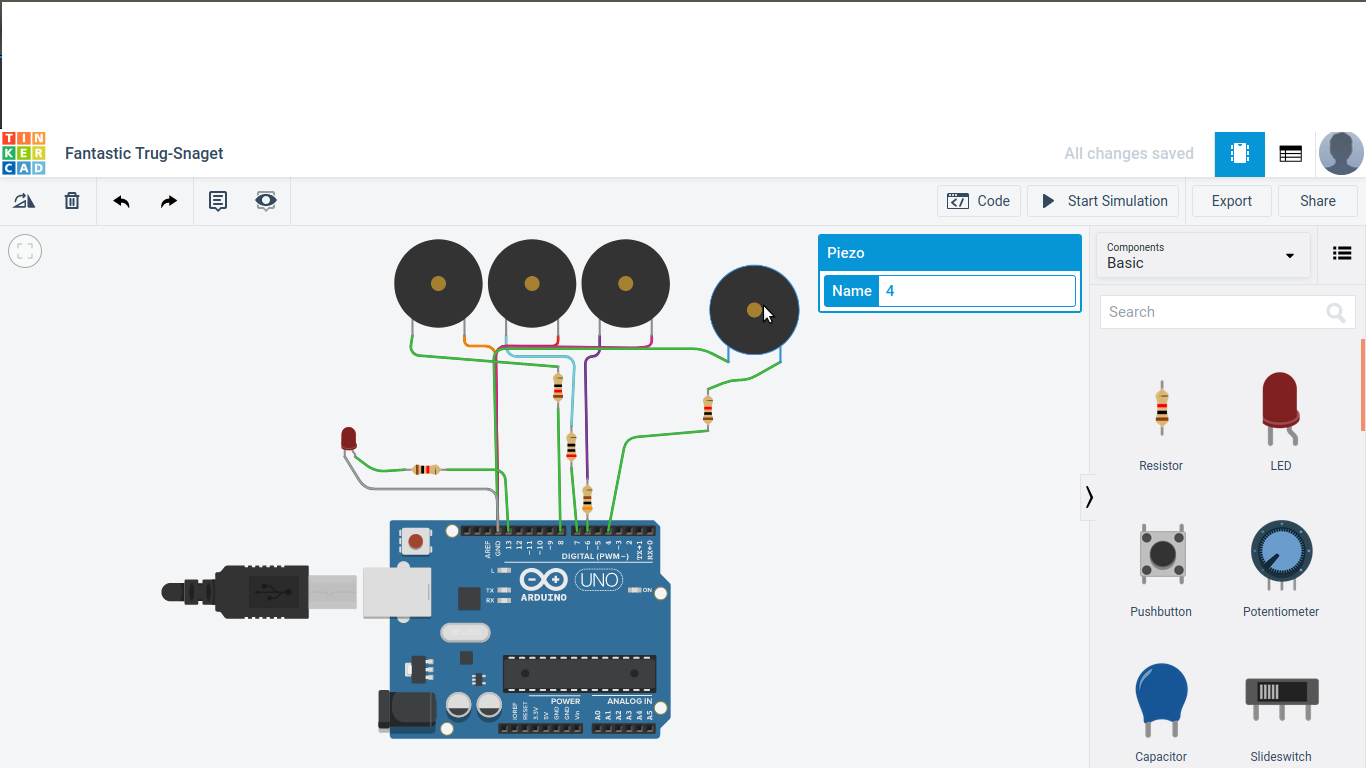 TIN
KER
CAD
Fantastic Trug-Snaget
All changes saved
Code
Start Simulation
Export
Share
Components
Basic
Search
Piezo
Name 4
Resistor
LED
Pushbutton
Potentiometer
Capacitor
Slideswitch
AREF
GND
13
12
~11
~10
~9
8
7
~6
~5
4
~3
2
TX→1
RX←0
DIGITAL (PWM~)
L
TX
RX
ARDUINO
UNO
ON
POWER
ANALOG IN
IOREF
RESET
3.3V
5V
GND
GND
Vin
A0
A1
A2
A3
A4
A5